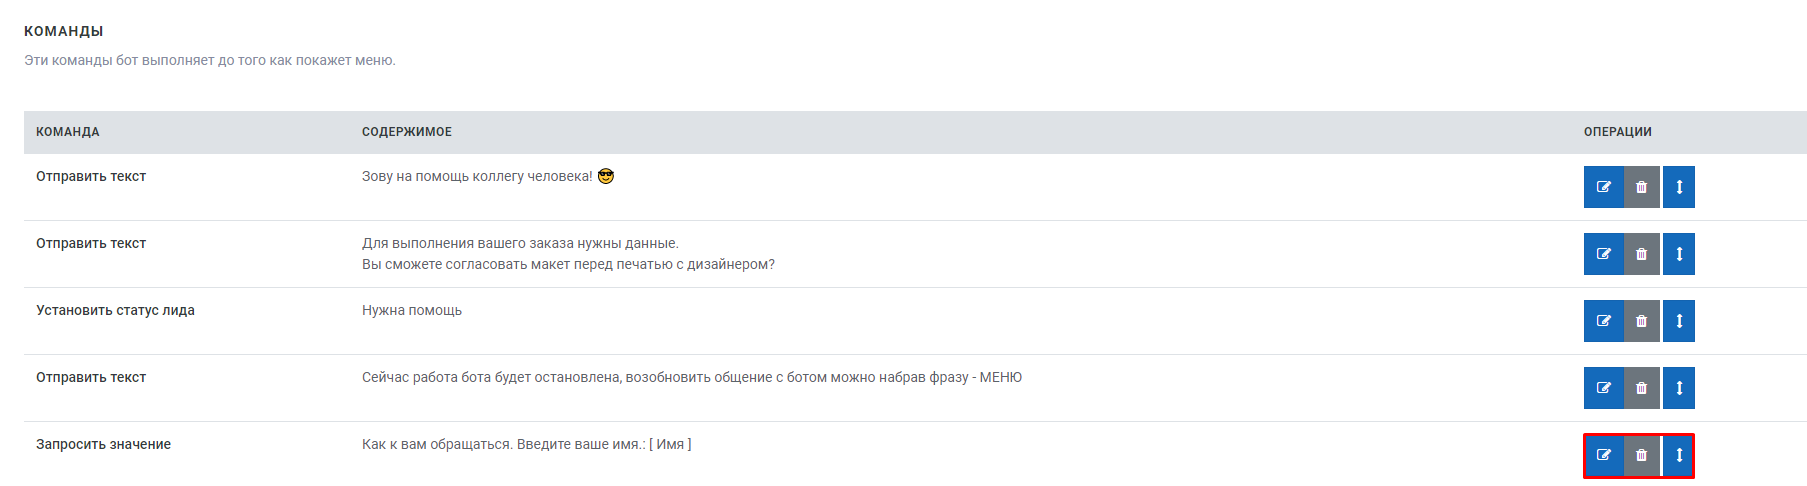 КОМАНДЫ
Эти команды бот выполняет до того как покажет меню.
КОМАНДА СОДЕРЖИМОЕ ОПЕРАЦИИ
Отправить текст Зову на помощь коллегу человека! 😎
Отправить текст Для выполнения вашего заказа нужны данные.
Вы сможете согласовать макет перед печатью с дизайнером?
Установить статус лида Нужна помощь
Отправить текст Сейчас работа бота будет остановлена, возобновить общение с ботом можно набрав фразу - МЕНЮ
Запросить значение Как к вам обращаться. Введите ваше имя.: [ Имя ]